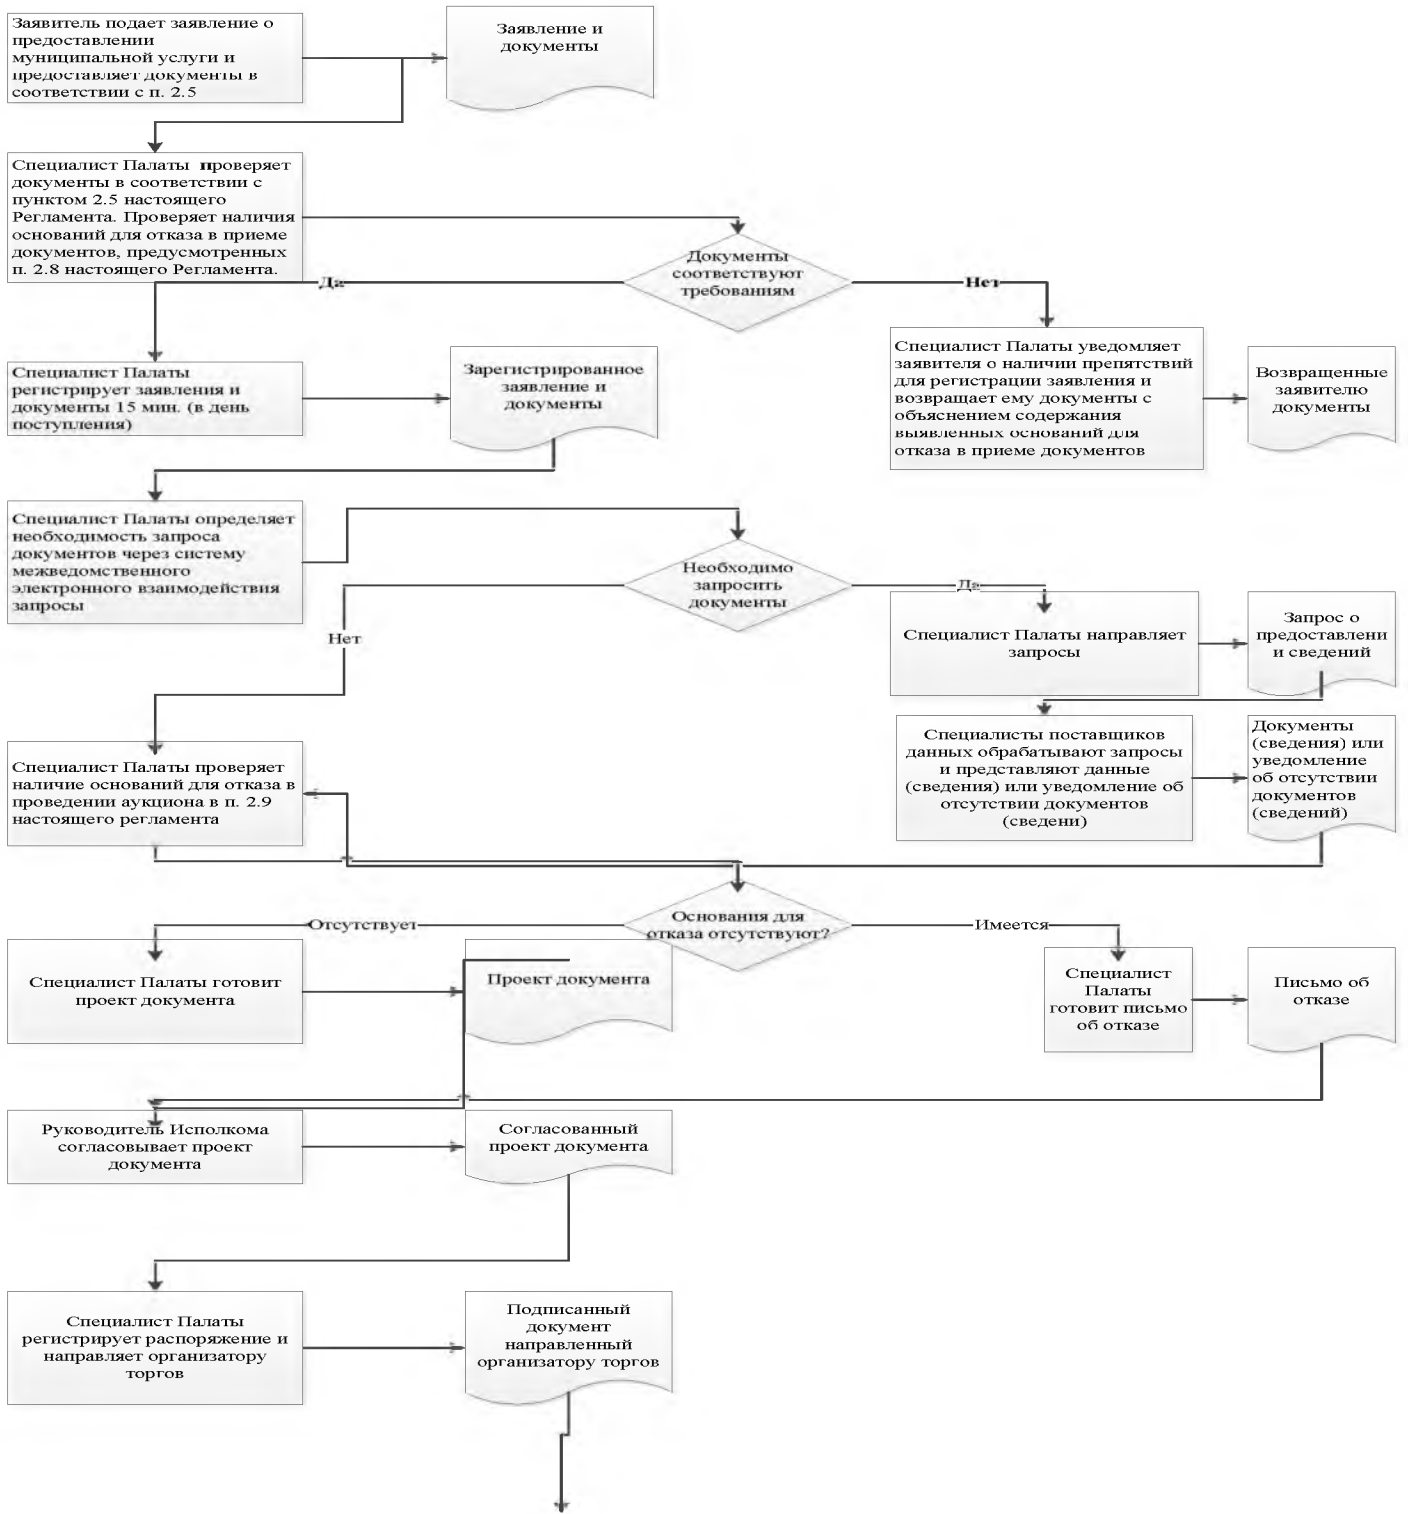 Заявитель подает заявление о
предоставлении
муниципальной услуги и
предоставляет документы в
соответствии с п. 2.5
Заявление и
документы
Специалист Палаты проверяет
документы в соответствии с
пунктом 2.5 настоящего
Регламента. Проверяет наличия
оснований для отказа в приеме
документов, предусмотренных
п. 2.8 настоящего Регламента.
Документы
соответствуют
требованиям
Да
Нет
Специалист Палаты
регистрирует заявления и
документы 15 мин. (в день
поступления)
Зарегистрированное
заявление и
документы
Специалист Палаты уведомляет
заявителя о наличии препятствий
для регистрации заявления и
возвращает ему документы с
объяснением содержания
выявленных оснований для
отказа в приеме документов
Возвращенные
заявителю
документы
Специалист Палаты определяет
необходимость запроса
документов через систему
межведомственного
электронного взаимодействия
запросы
Необходимо
запросить
документы
Да
Нет
Специалист Палаты направляет
запросы
Запрос о
предоставлени
и сведений
Специалисты поставщиков
данных обрабатывают запросы
и представляют данные
(сведения) или уведомление об
отсутствии документов
(сведени)
Документы
(сведения) или
уведомление
об отсутствии
документов
(сведений)
Специалист Палаты проверяет
наличие оснований для отказа в
проведении аукциона в п. 2.9
настоящего регламента
Основания для
отказа отсутствуют?
Отсутствует
Имеется
Специалист Палаты готовит
проект документа
Проект документа
Специалист
Палаты
готовит письмо
об отказе
Письмо об
отказе
Руководитель Исполкома
согласовывает проект
документа
Согласованный
проект документа
Специалист Палаты
регистрирует распоряжение и
направляет организатору
торгов
Подписанный
документ
направленный
организатору торгов